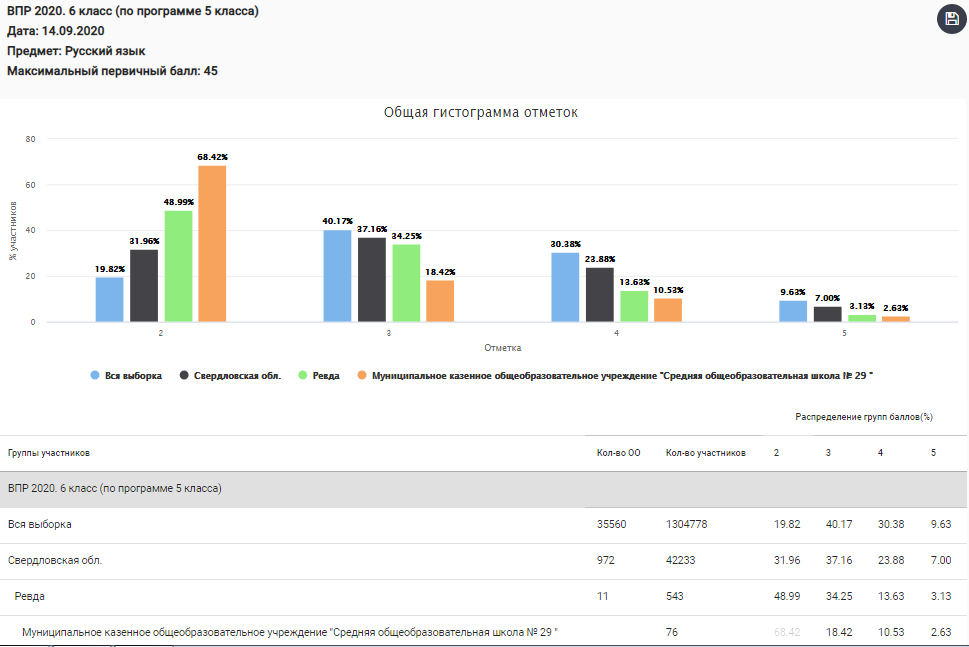 ВПР 2020. 6 класс (по программе 5 класса)
Дата: 14.09.2020
Предмет: Русский язык
Максимальный первичный балл: 45
Общая гистограмма отметок
% участников
80
60
40
20
0
19.82% 31.96% 48.99% 68.42%
40.17% 37.16% 34.25% 18.42%
30.38% 23.88% 13.63% 10.53%
9.63% 7.00% 3.13% 2.63%
2 3 4 5
Отметка
Вся выборка Свердловская обл. Ревда Муниципальное казенное общеобразовательное учреждение "Средняя общеобразовательная школа № 29 "
Распределение групп баллов(%)
Группы участников Кол-во ОО Кол-во участников 2 3 4 5
ВПР 2020. 6 класс (по программе 5 класса)
Вся выборка 35560 1304778 19.82 40.17 30.38 9.63
Свердловская обл. 972 42233 31.96 37.16 23.88 7.00
Ревда 11 543 48.99 34.25 13.63 3.13
Муниципальное казенное общеобразовательное учреждение "Средняя общеобразовательная школа № 29 " 76 68.42 18.42 10.53 2.63